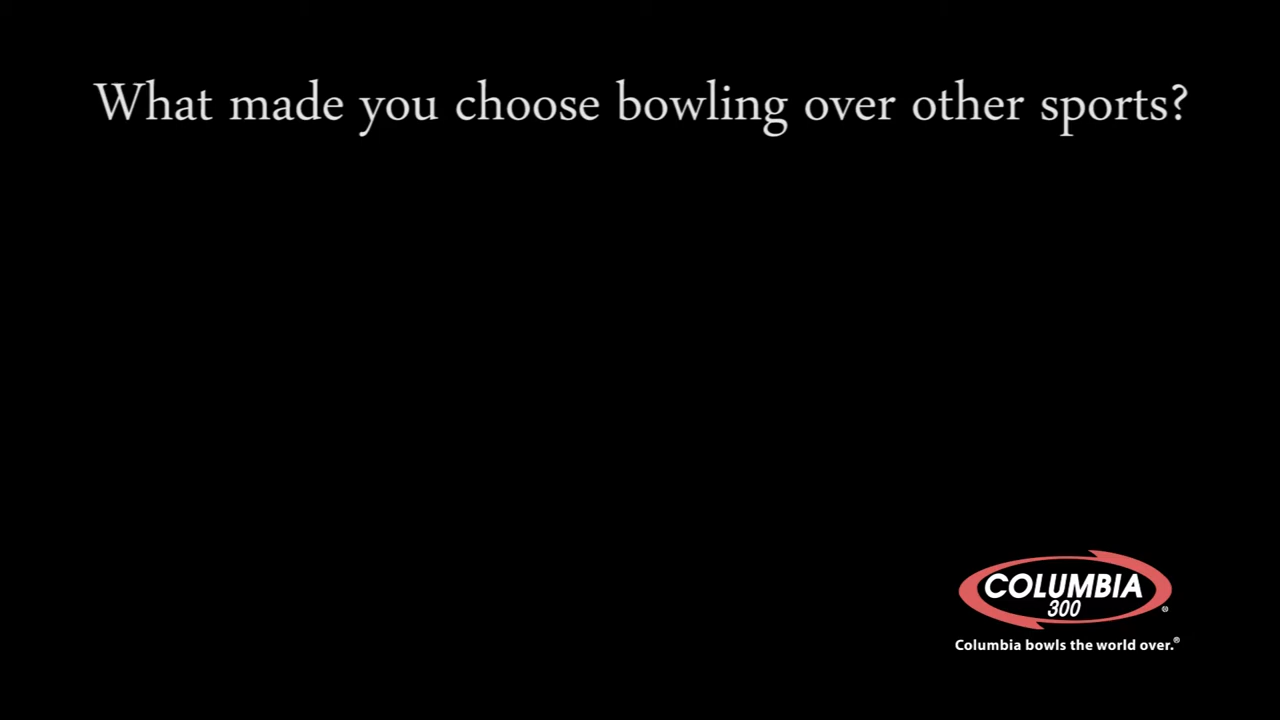 What made you choose bowling over other sports?
COLUMBIA
300
®
Columbia bowls the world over.®